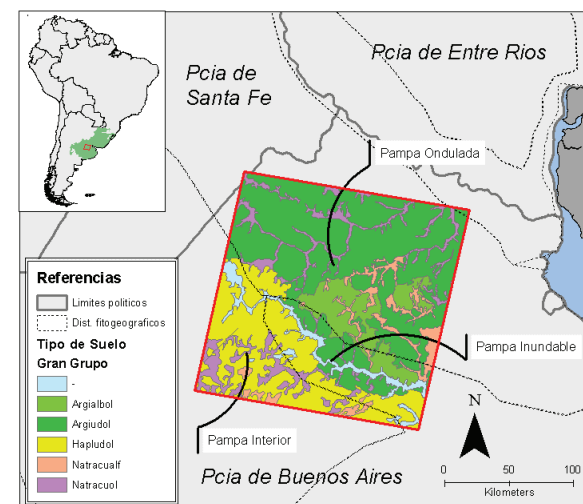 Pcia de Entre Rios
Pcia de
Santa Fe
Pampa Ondulada
Referencias
Limites politicos
Dist. fitogeograficos
Tipo de Suelo
Gran Grupo
-
Argialbol
Argiudol
Hapludol
Natracualf
Natracuol
Pampa Inundable
Pampa Interior
Pcia de Buenos Aires
N
0 50 100
Kilometers